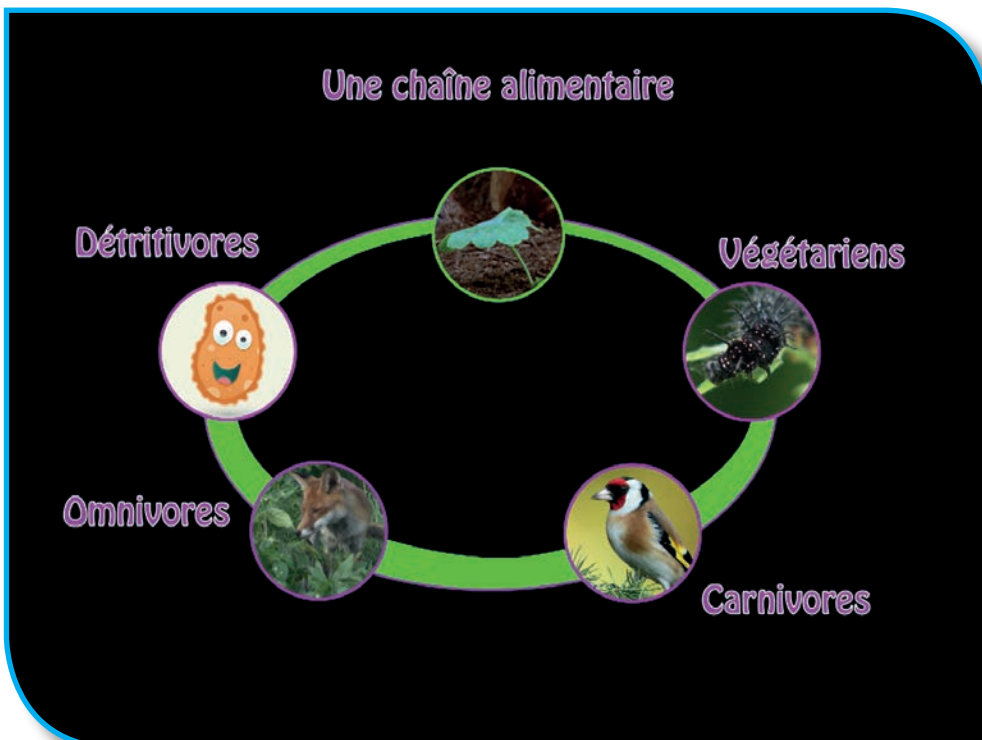 Une chaîne alimentaire
Détritivores
Végétariens
Omnivores
Carnivores